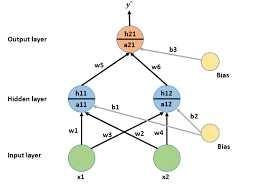 y^
Output layer
h21
a21
b3
Bias
w5
w6
Hidden layer
h11
a11
h12
a12
b1
b2
w1
w3
w2
w4
Bias
Input layer
x1
x2